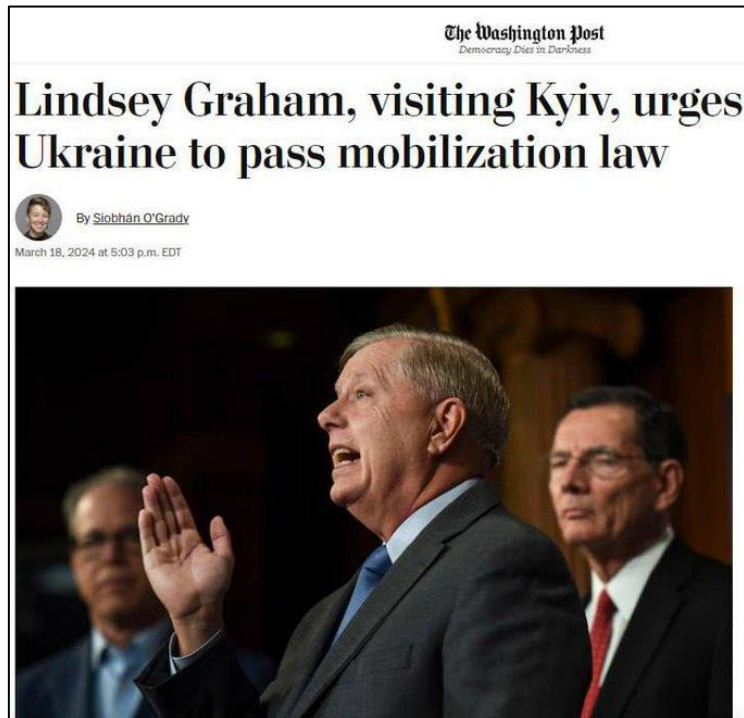 The Washington Post
Democracy Dies in Darkness
Lindsey Graham, visiting Kyiv, urges
Ukraine to pass mobilization law
By Siobhán O'Grady
March 18, 2024 at 5:03 p.m. EDT